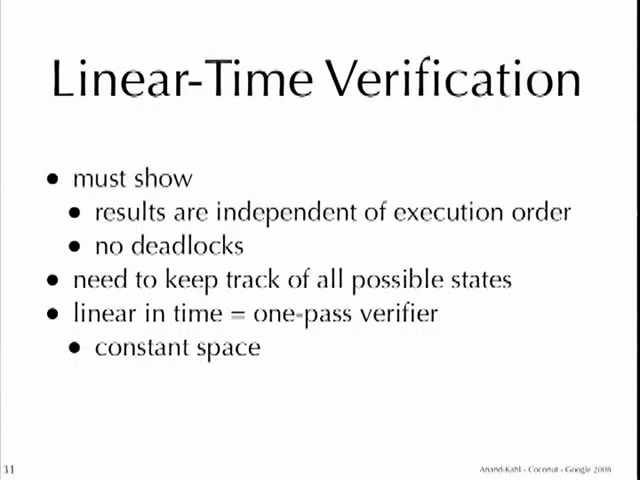 Linear-Time Verification
• must show
• results are independent of execution order
• no deadlocks
• need to keep track of all possible states
• linear in time = one-pass verifier
• constant space
31
Anand-Kahl - Coconut - Google 2008